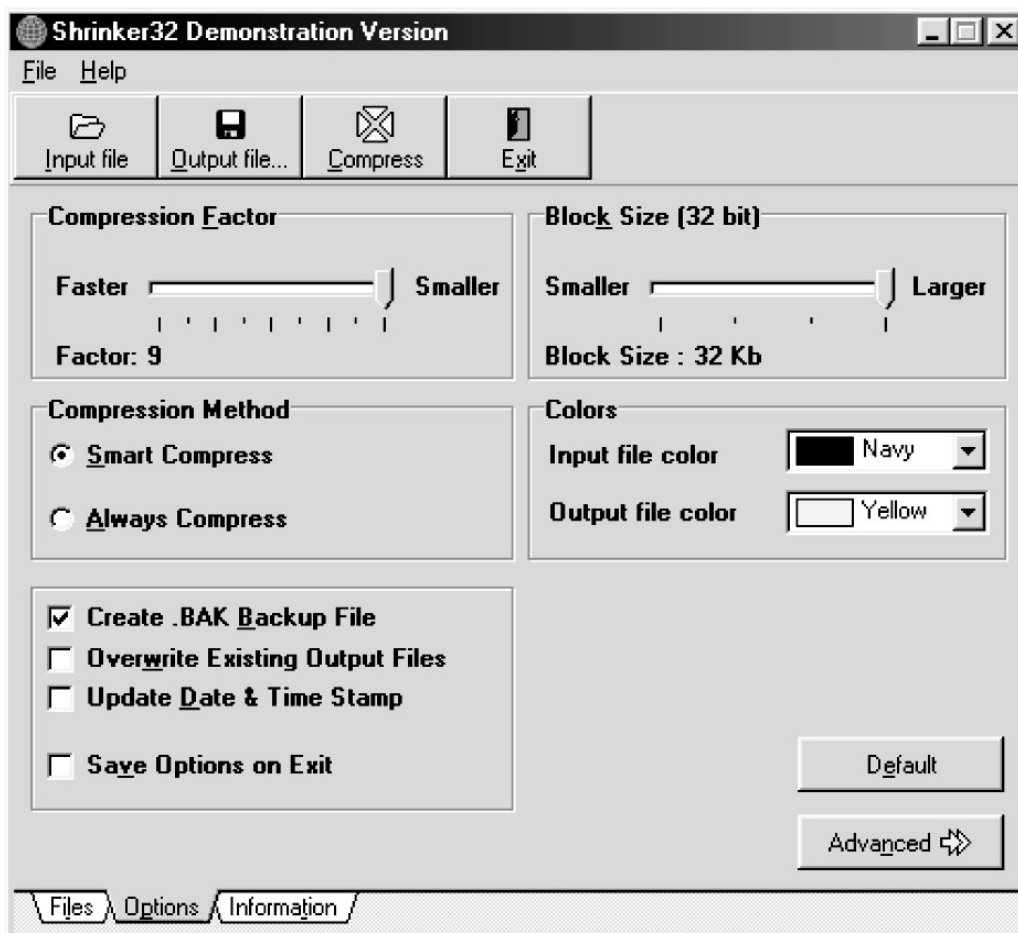 Shrinker32 Demonstration Version
File Help
Input file Output file... Compress Exit
Compression Factor
Faster Smaller
Factor: 9
Block Size (32 bit)
Smaller Larger
Block Size : 32 Kb
Compression Method
Smart Compress
Always Compress
Colors
Input file color Navy
Output file color Yellow
Create .BAK Backup File
Overwrite Existing Output Files
Update Date & Time Stamp
Save Options on Exit
Default
Advanced
Files Options Information